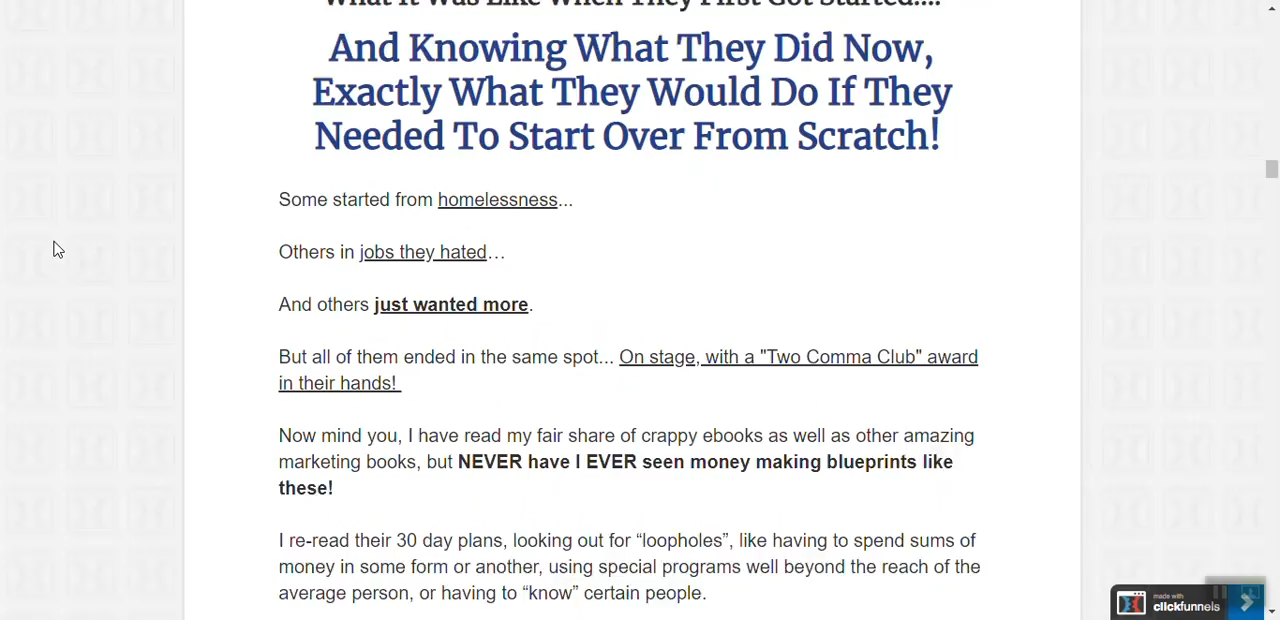 What It Was Like When They First Got Started....
And Knowing What They Did Now,
Exactly What They Would Do If They
Needed To Start Over From Scratch!
Some started from homelessness...
Others in jobs they hated…
And others just wanted more.
But all of them ended in the same spot... On stage, with a "Two Comma Club" award
in their hands!
Now mind you, I have read my fair share of crappy ebooks as well as other amazing
marketing books, but NEVER have I EVER seen money making blueprints like
these!
I re-read their 30 day plans, looking out for “loopholes”, like having to spend sums of
money in some form or another, using special programs well beyond the reach of the
average person, or having to “know” certain people.
made with
clickfunnels